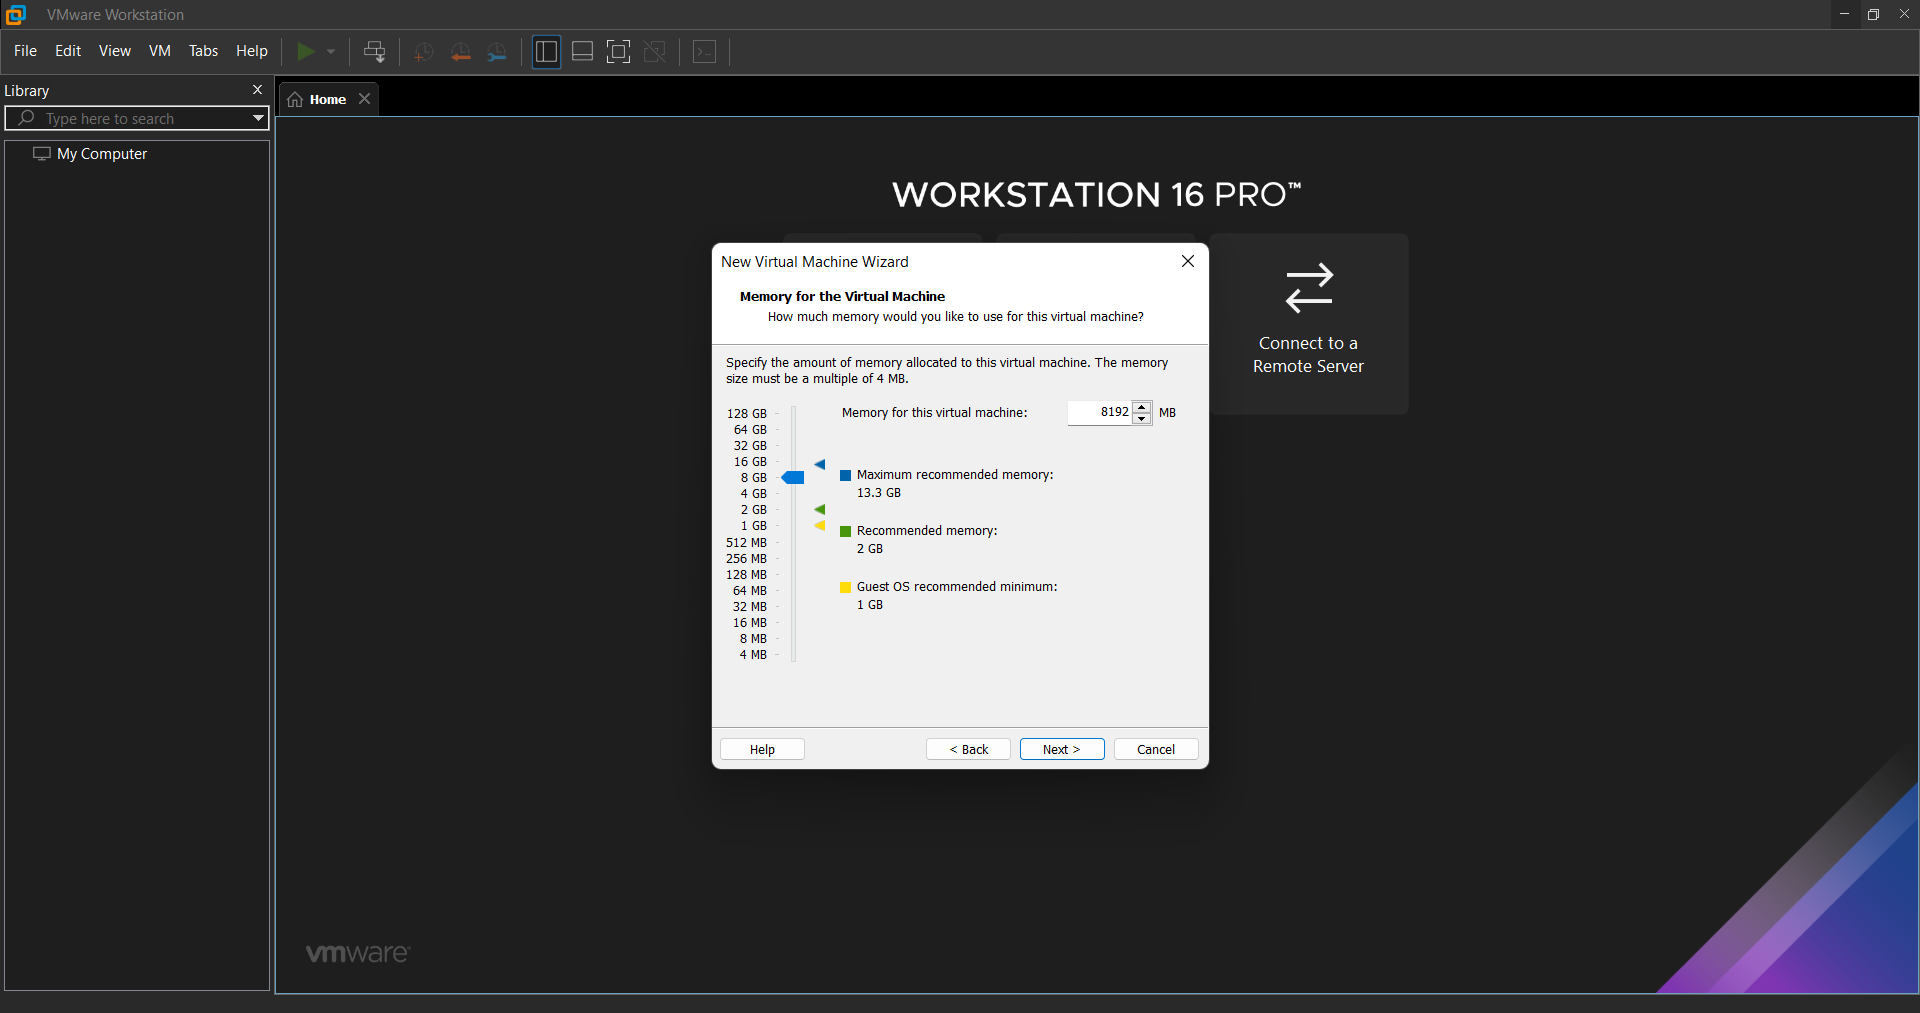 VMware Workstation
File Edit View VM Tabs Help
Library
Type here to search
My Computer
Home
WORKSTATION 16 PRO™
Connect to a
Remote Server
New Virtual Machine Wizard
Memory for the Virtual Machine
How much memory would you like to use for this virtual machine?
Specify the amount of memory allocated to this virtual machine. The memory
size must be a multiple of 4 MB.
Memory for this virtual machine: 8192 MB
128 GB
64 GB
32 GB
16 GB
8 GB
4 GB
2 GB
1 GB
512 MB
256 MB
128 MB
64 MB
32 MB
16 MB
8 MB
4 MB
Maximum recommended memory:
13.3 GB
Recommended memory:
2 GB
Guest OS recommended minimum:
1 GB
Help < Back Next > Cancel
vmware